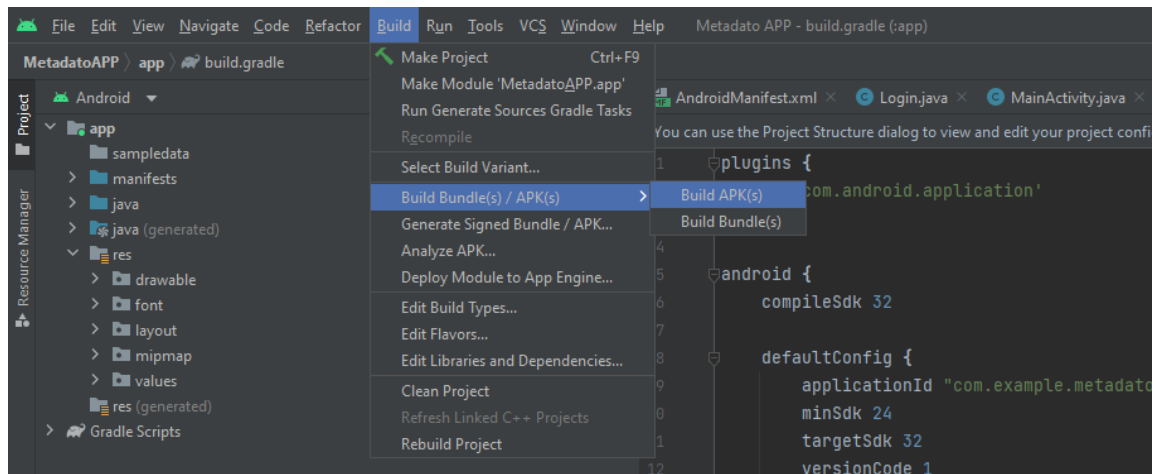 File Edit View Navigate Code Refactor Build Run Tools VCS Window Help Metadato APP - build.gradle (:app)
MetadatoAPP app build.gradle
Project
Resource Manager
Android
app
sampledata
manifests
java
java (generated)
res
drawable
font
layout
mipmap
values
res (generated)
Gradle Scripts
Make Project Ctrl+F9
Make Module 'MetadatoAPP.app'
Run Generate Sources Gradle Tasks
Recompile
Select Build Variant...
Build Bundle(s) / APK(s)
Generate Signed Bundle / APK...
Analyze APK...
Deploy Module to App Engine...
Edit Build Types...
Edit Flavors...
Edit Libraries and Dependencies...
Clean Project
Refresh Linked C++ Projects
Rebuild Project
Build APK(s)
Build Bundle(s)
AndroidManifest.xml Login.java MainActivity.java
You can use the Project Structure dialog to view and edit your project confi
1 plugins {
com.android.application'
4
5 android {
6 compileSdk 32
7
8 defaultConfig {
9 applicationId "com.example.metadato
0 minSdk 24
1 targetSdk 32
12 versionCode 1